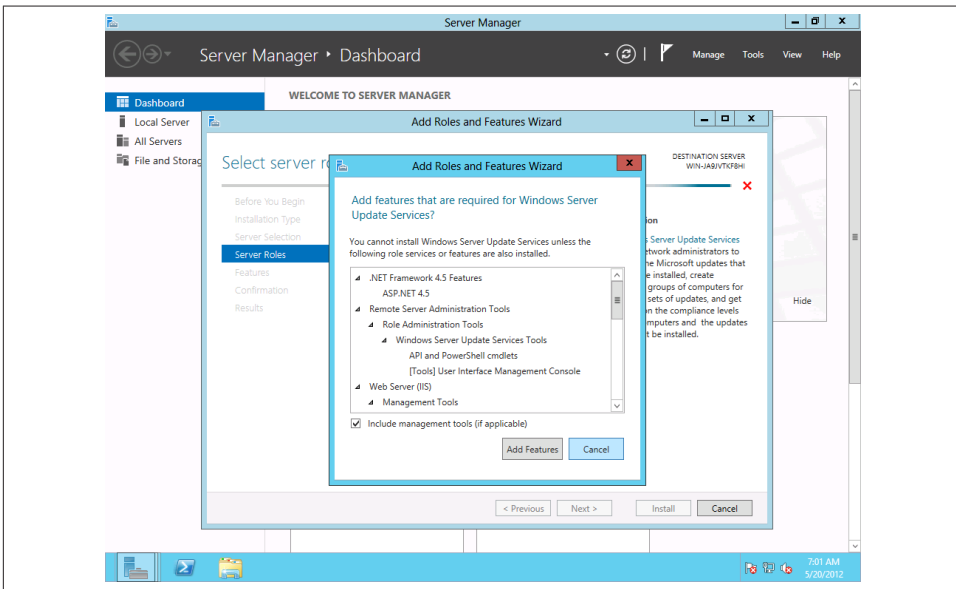 Server Manager
Server Manager • Dashboard
Manage Tools View Help
Dashboard
Local Server
All Servers
File and Storag
WELCOME TO SERVER MANAGER
Hide
Add Roles and Features Wizard
Select server r
DESTINATION SERVER
WIN-JA9JVTKFBHI
Before You Begin
Installation Type
Server Selection
Server Roles
Features
Confirmation
Results
ion
s Server Update Services
etwork administrators to
he Microsoft updates that
e installed, create
groups of computers for
sets of updates, and get
on the compliance levels
mputers and the updates
t be installed.
Add Roles and Features Wizard
Add features that are required for Windows Server
Update Services?
You cannot install Windows Server Update Services unless the
following role services or features are also installed.
.NET Framework 4.5 Features
ASP.NET 4.5
Remote Server Administration Tools
Role Administration Tools
Windows Server Update Services Tools
API and PowerShell cmdlets
[Tools] User Interface Management Console
Web Server (IIS)
Management Tools
Include management tools (if applicable)
Add Features Cancel
< Previous Next > Install Cancel
7:01 AM
5/20/2012